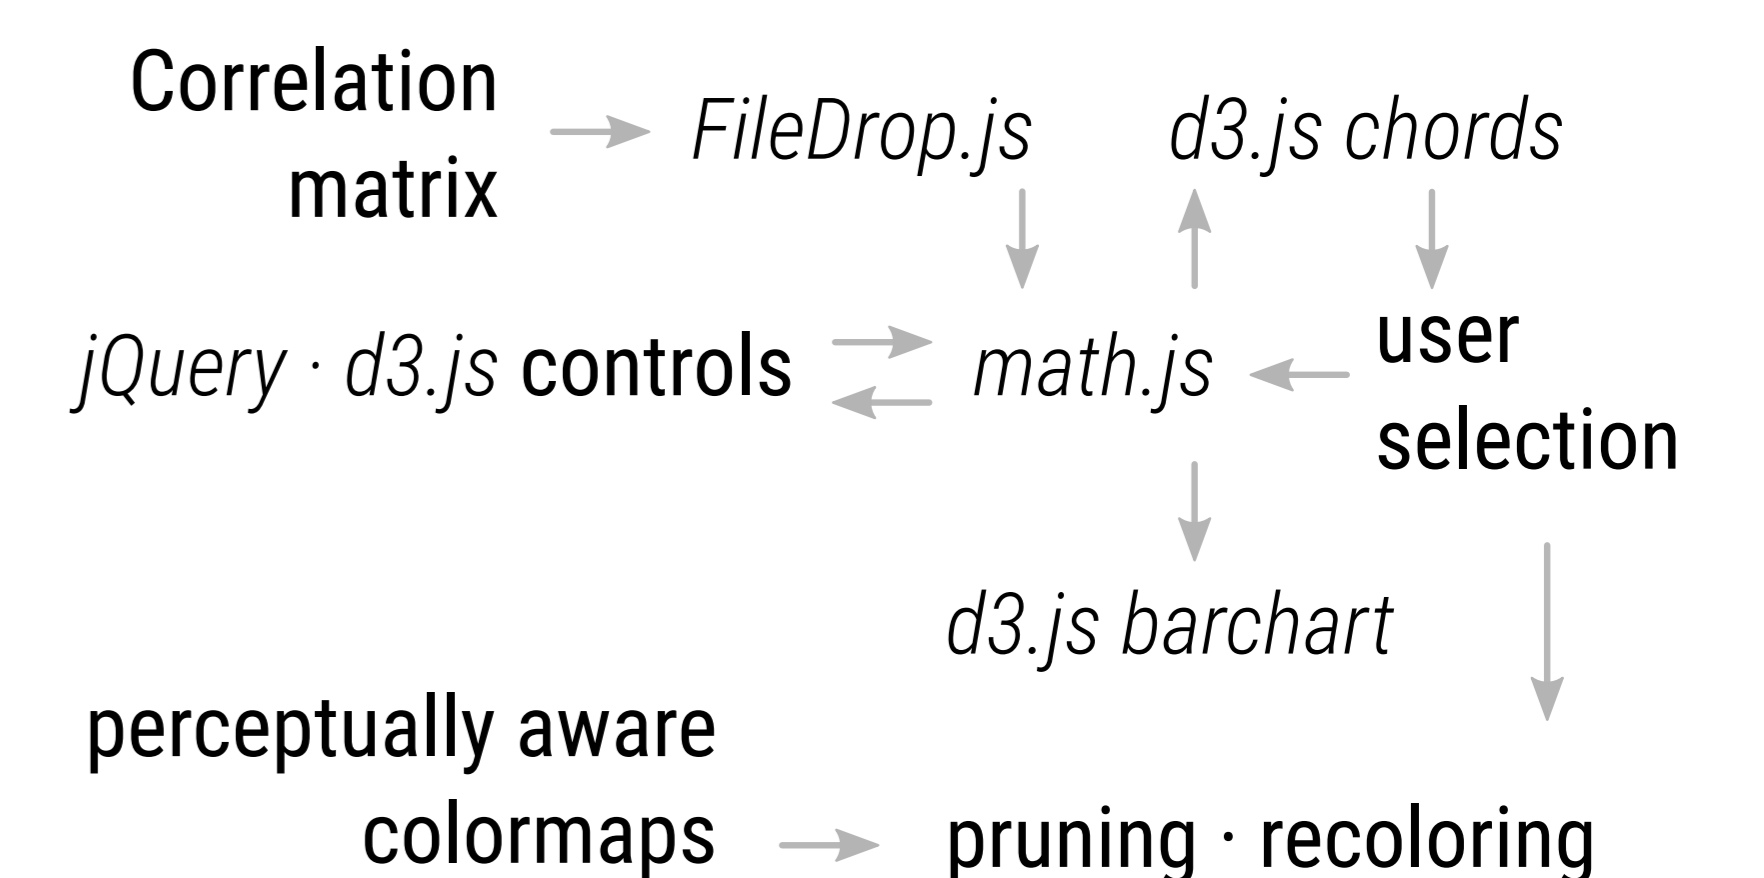 Correlation
matrix
FileDrop.js
d3.js chords
jQuery · d3.js controls
math.js
user
selection
d3.js barchart
perceptually aware
colormaps
pruning · recoloring